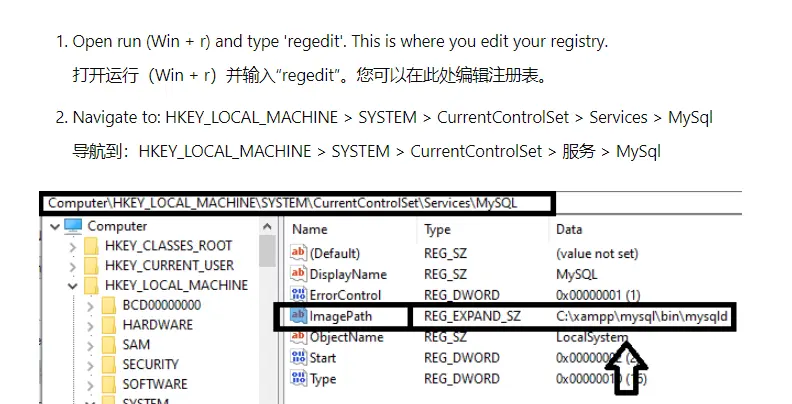 1. Open run (Win + r) and type 'regedit'. This is where you edit your registry.
打开运行（Win + r）并输入“regedit”。您可以在此处编辑注册表。
2. Navigate to: HKEY_LOCAL_MACHINE > SYSTEM > CurrentControlSet > Services > MySql
导航到：HKEY_LOCAL_MACHINE > SYSTEM > CurrentControlSet > 服务 > MySql
Computer\HKEY_LOCAL_MACHINE\SYSTEM\CurrentControlSet\Services\MySQL
Computer
HKEY_CLASSES_ROOT
HKEY_CURRENT_USER
HKEY_LOCAL_MACHINE
BCD00000000
HARDWARE
SAM
SECURITY
SOFTWARE
SYSTEM
Name Type Data
(Default) REG_SZ (value not set)
DisplayName REG_SZ MySQL
ErrorControl REG_DWORD 0x00000001 (1)
ImagePath REG_EXPAND_SZ C:\xampp\mysql\bin\mysqld
ObjectName REG_SZ LocalSystem
Start REG_DWORD
Type REG_DWORD